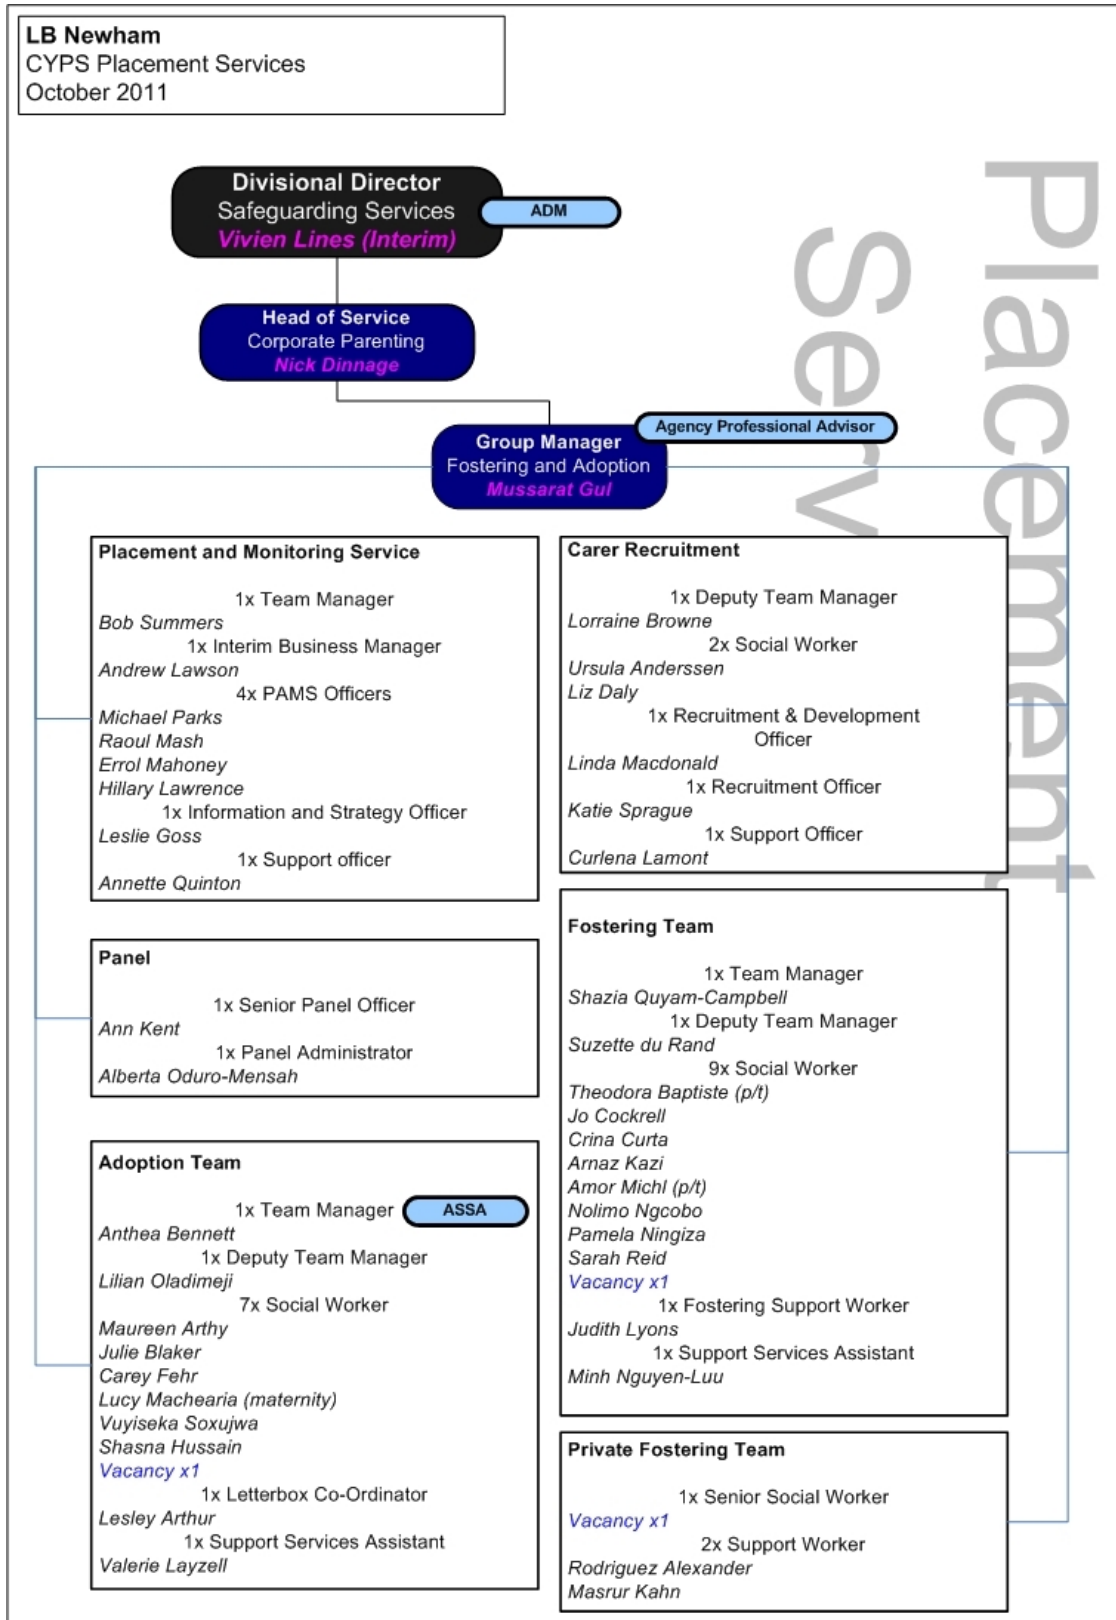 LB Newham
CYPS Placement Services
October 2011
Placement
Serv
Divisional Director
Safeguarding Services
Vivien Lines (Interim)
ADM
Head of Service
Corporate Parenting
Nick Dinnage
Group Manager
Fostering and Adoption
Mussarat Gul
Agency Professional Advisor
Placement and Monitoring Service
1x Team Manager
Bob Summers
1x Interim Business Manager
Andrew Lawson
4x PAMS Officers
Michael Parks
Raoul Mash
Errol Mahoney
Hillary Lawrence
1x Information and Strategy Officer
Leslie Goss
1x Support officer
Annette Quinton
Panel
1x Senior Panel Officer
Ann Kent
1x Panel Administrator
Alberta Oduro-Mensah
Adoption Team
1x Team Manager
ASSA
Anthea Bennett
1x Deputy Team Manager
Lilian Oladimeji
7x Social Worker
Maureen Arthy
Julie Blaker
Carey Fehr
Lucy Machearia (maternity)
Vuyiseka Soxujwa
Shasna Hussain
Vacancy x1
1x Letterbox Co-Ordinator
Lesley Arthur
1x Support Services Assistant
Valerie Layzell
Carer Recruitment
1x Deputy Team Manager
Lorraine Browne
2x Social Worker
Ursula Anderssen
Liz Daly
1x Recruitment & Development
Officer
Linda Macdonald
1x Recruitment Officer
Katie Sprague
1x Support Officer
Curlena Lamont
Fostering Team
1x Team Manager
Shazia Quyam-Campbell
1x Deputy Team Manager
Suzette du Rand
9x Social Worker
Theodora Baptiste (p/t)
Jo Cockrell
Crina Curta
Arnaz Kazi
Amor Michl (p/t)
Nolimo Ngcobo
Pamela Ningiza
Sarah Reid
Vacancy x1
1x Fostering Support Worker
Judith Lyons
1x Support Services Assistant
Minh Nguyen-Luu
Private Fostering Team
1x Senior Social Worker
Vacancy x1
2x Support Worker
Rodriguez Alexander
Masrur Kahn